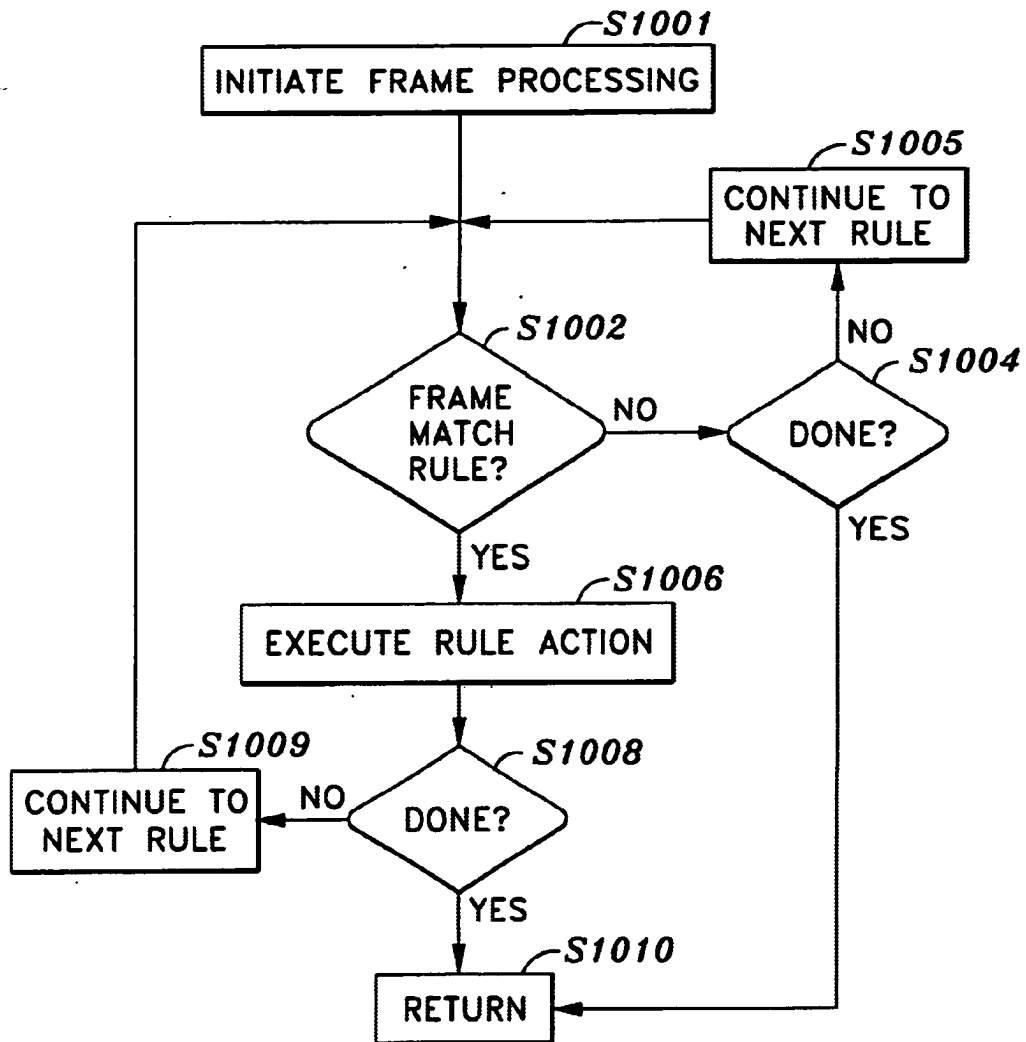 S1001
INITIATE FRAME PROCESSING
S1005
CONTINUE TO
NEXT RULE
S1002
NO
S1004
FRAME
MATCH
RULE?
NO
DONE?
YES
YES
S1006
EXECUTE RULE ACTION
S1009
S1008
CONTINUE TO
NEXT RULE
NO
DONE?
YES
S1010
RETURN